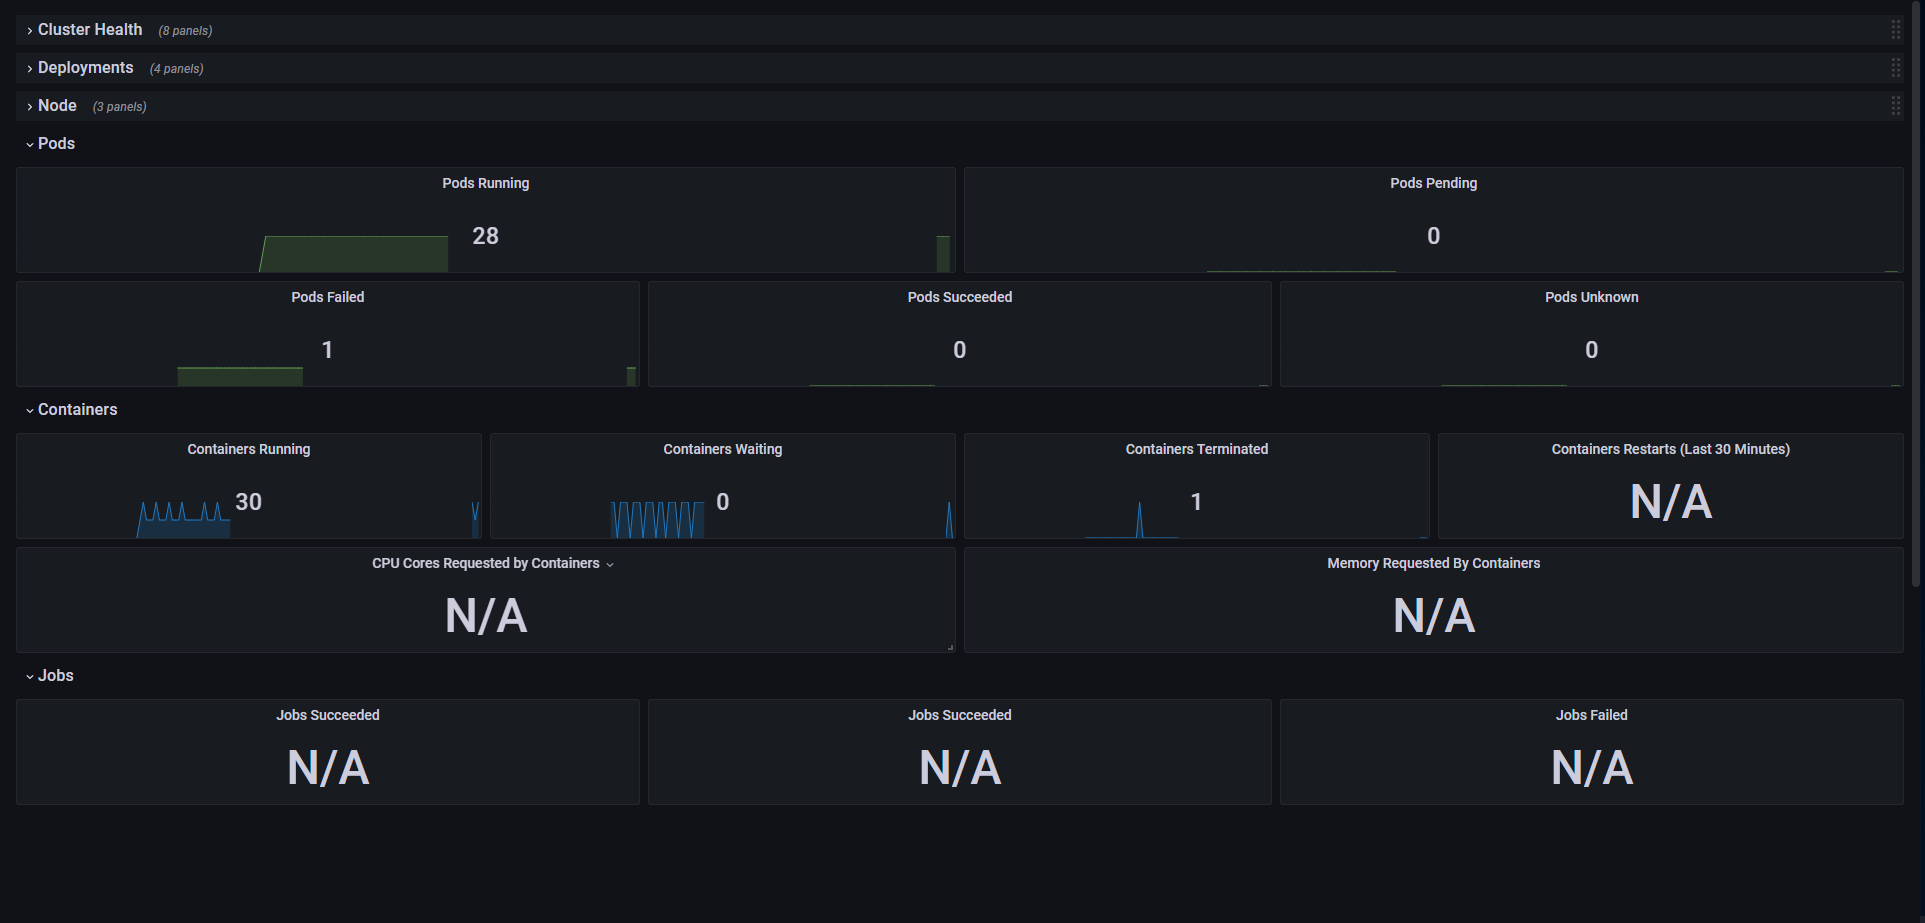 Cluster Health (8 panels)
Deployments (4 panels)
Node (3 panels)
Pods
Pods Running
28
Pods Pending
0
Pods Failed
1
Pods Succeeded
0
Pods Unknown
0
Containers
Containers Running
30
Containers Waiting
0
Containers Terminated
1
Containers Restarts (Last 30 Minutes)
N/A
CPU Cores Requested by Containers
N/A
Memory Requested By Containers
N/A
Jobs
Jobs Succeeded
N/A
Jobs Succeeded
N/A
Jobs Failed
N/A